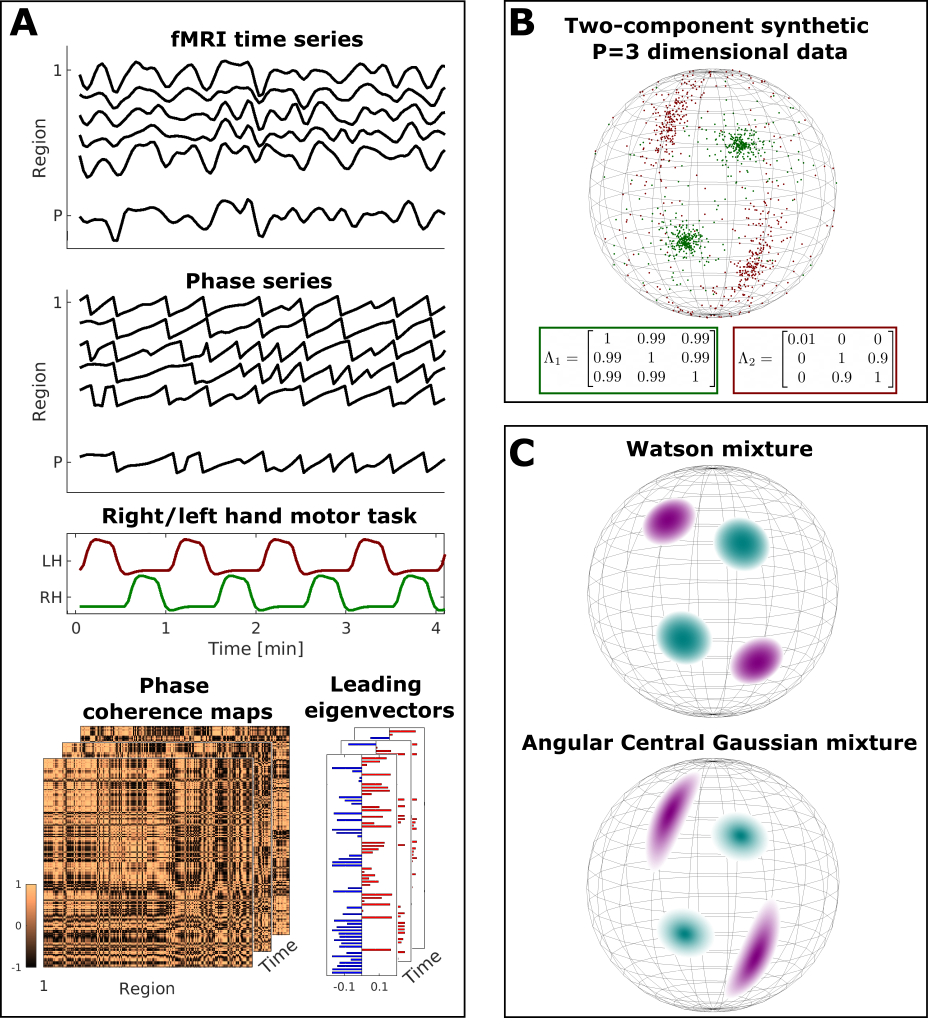 A
fMRI time series
1
Region
P
Phase series
1
Region
P
Right/left hand motor task
LH
RH
0 1 2 3 4
Time [min]
Phase
coherence maps
1
0
-1
1
Region
Time
Leading
eigenvectors
-0.1 0.1
Time
B
Two-component synthetic
P=3 dimensional data
Λ1 =
1 0.99 0.99
0.99 1 0.99
0.99 0.99 1
Λ2 =
0.01 0 0
0 1 0.9
0 0.9 1
C
Watson mixture
Angular Central Gaussian mixture